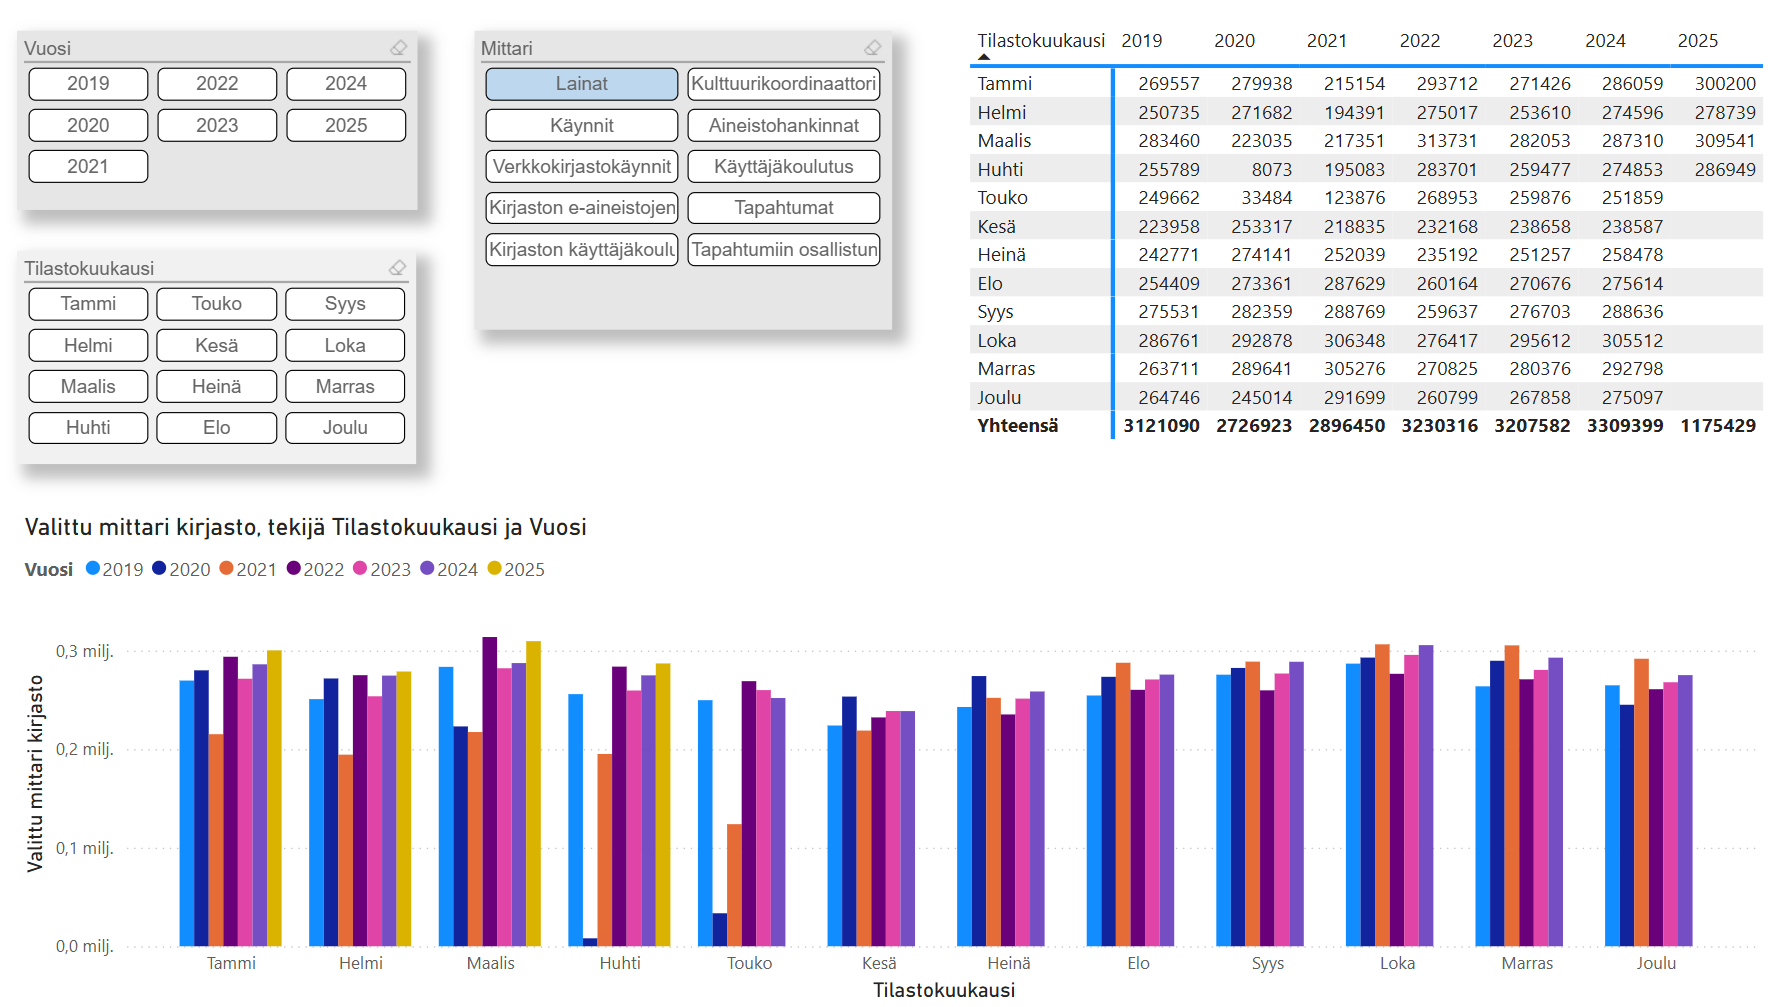 Vuosi
2019 2022 2024
2020 2023 2025
2021
Tilastokuukausi
Tammi Touko Syys
Helmi Kesä Loka
Maalis Heinä Marras
Huhti Elo Joulu
Mittari
Lainat Kulttuurikoordinaattori
Käynnit Aineistohankinnat
Verkkokirjastokäynnit Käyttäjäkoulutus
Kirjaston e-aineistojen Tapahtumat
Kirjaston käyttäjäkoulu Tapahtumiin osallistun
Tilastokuukausi 2019 2020 2021 2022 2023 2024 2025
Tammi 269557 279938 215154 293712 271426 286059 300200
Helmi 250735 271682 194391 275017 253610 274596 278739
Maalis 283460 223035 217351 313731 282053 287310 309541
Huhti 255789 8073 195083 283701 259477 274853 286949
Touko 249662 33484 123876 268953 259876 251859
Kesä 223958 253317 218835 232168 238658 238587
Heinä 242771 274141 252039 235192 251257 258478
Elo 254409 273361 287629 260164 270676 275614
Syys 275531 282359 288769 259637 276703 288636
Loka 286761 292878 306348 276417 295612 305512
Marras 263711 289641 305276 270825 280376 292798
Joulu 264746 245014 291699 260799 267858 275097
Yhteensä 3121090 2726923 2896450 3230316 3207582 3309399 1175429
Valittu mittari kirjasto, tekijä Tilastokuukausi ja Vuosi
Vuosi 2019 2020 2021 2022 2023 2024 2025
Valittu mittari kirjasto
0,3 milj.
0,2 milj.
0,1 milj.
0,0 milj.
Tammi Helmi Maalis Huhti Touko Kesä Heinä Elo Syys Loka Marras Joulu
Tilastokuukausi